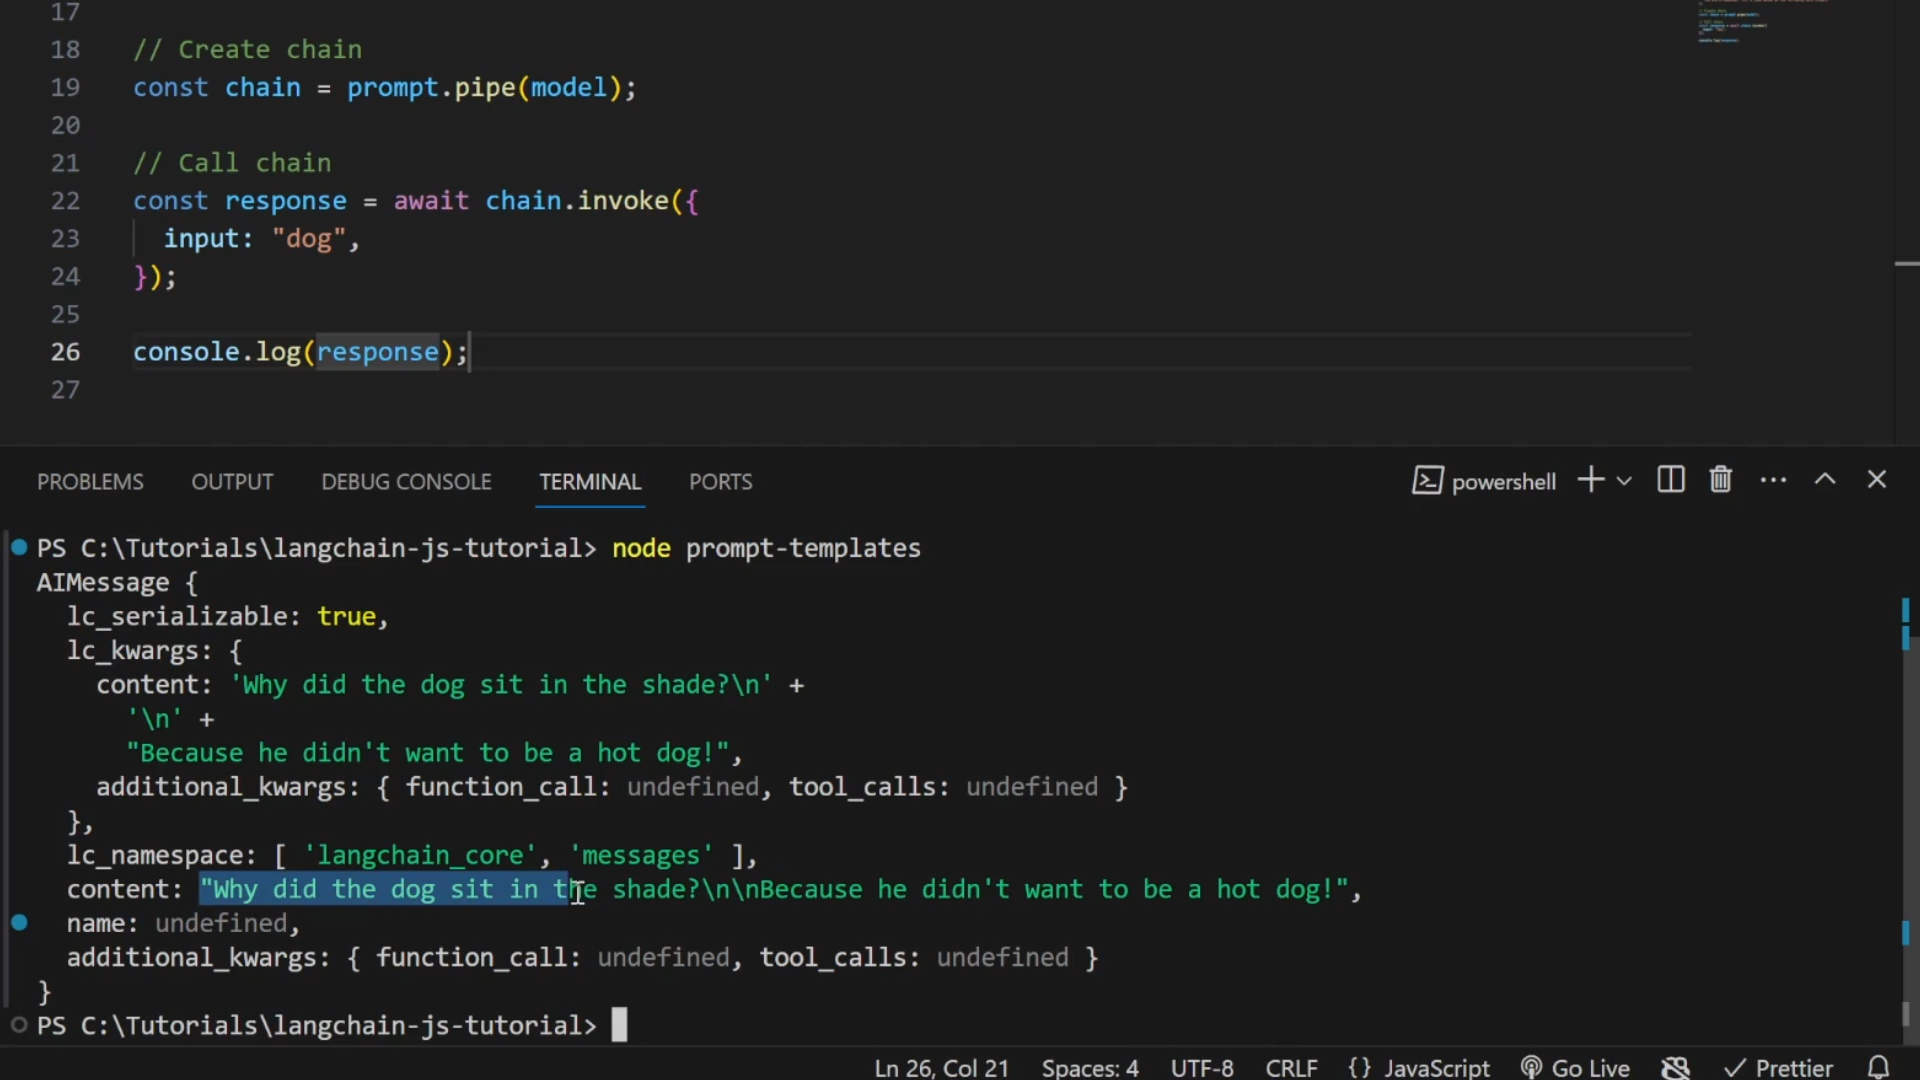 17
18 // Create chain
19 const chain = prompt.pipe(model);
20
21 // Call chain
22 const response = await chain.invoke({
23 input: "dog",
24 });
25
26 console.log(response);
27
PROBLEMS OUTPUT DEBUG CONSOLE TERMINAL PORTS powershell
PS C:\Tutorials\langchain-js-tutorial> node prompt-templates
AIMessage {
lc_serializable: true,
lc_kwargs: {
content: 'Why did the dog sit in the shade?\n' +
'\n' +
"Because he didn't want to be a hot dog!",
additional_kwargs: { function_call: undefined, tool_calls: undefined }
},
lc_namespace: [ 'langchain_core', 'messages' ],
content: "Why did the dog sit in the shade?\n\nBecause he didn't want to be a hot dog!",
name: undefined,
additional_kwargs: { function_call: undefined, tool_calls: undefined }
}
PS C:\Tutorials\langchain-js-tutorial>
Ln 26, Col 21 Spaces: 4 UTF-8 CRLF {} JavaScript Go Live Prettier